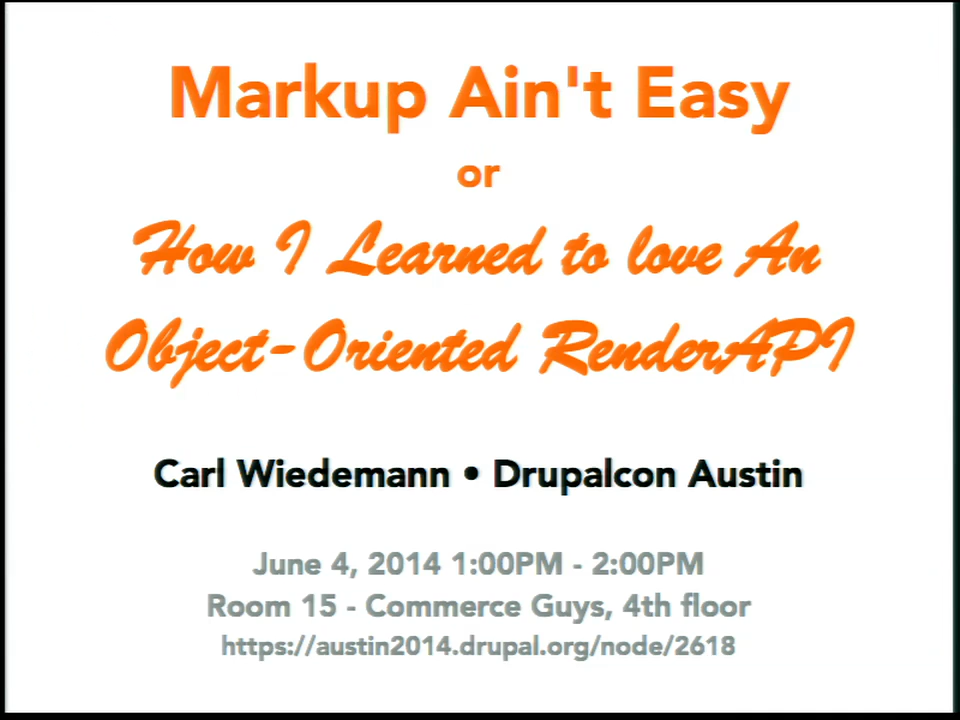 Markup Ain't Easy
or
How I Learned to love An
Object-Oriented RenderAPI
Carl Wiedemann • Drupalcon Austin
June 4, 2014 1:00PM - 2:00PM
Room 15 - Commerce Guys, 4th floor
https://austin2014.drupal.org/node/2618